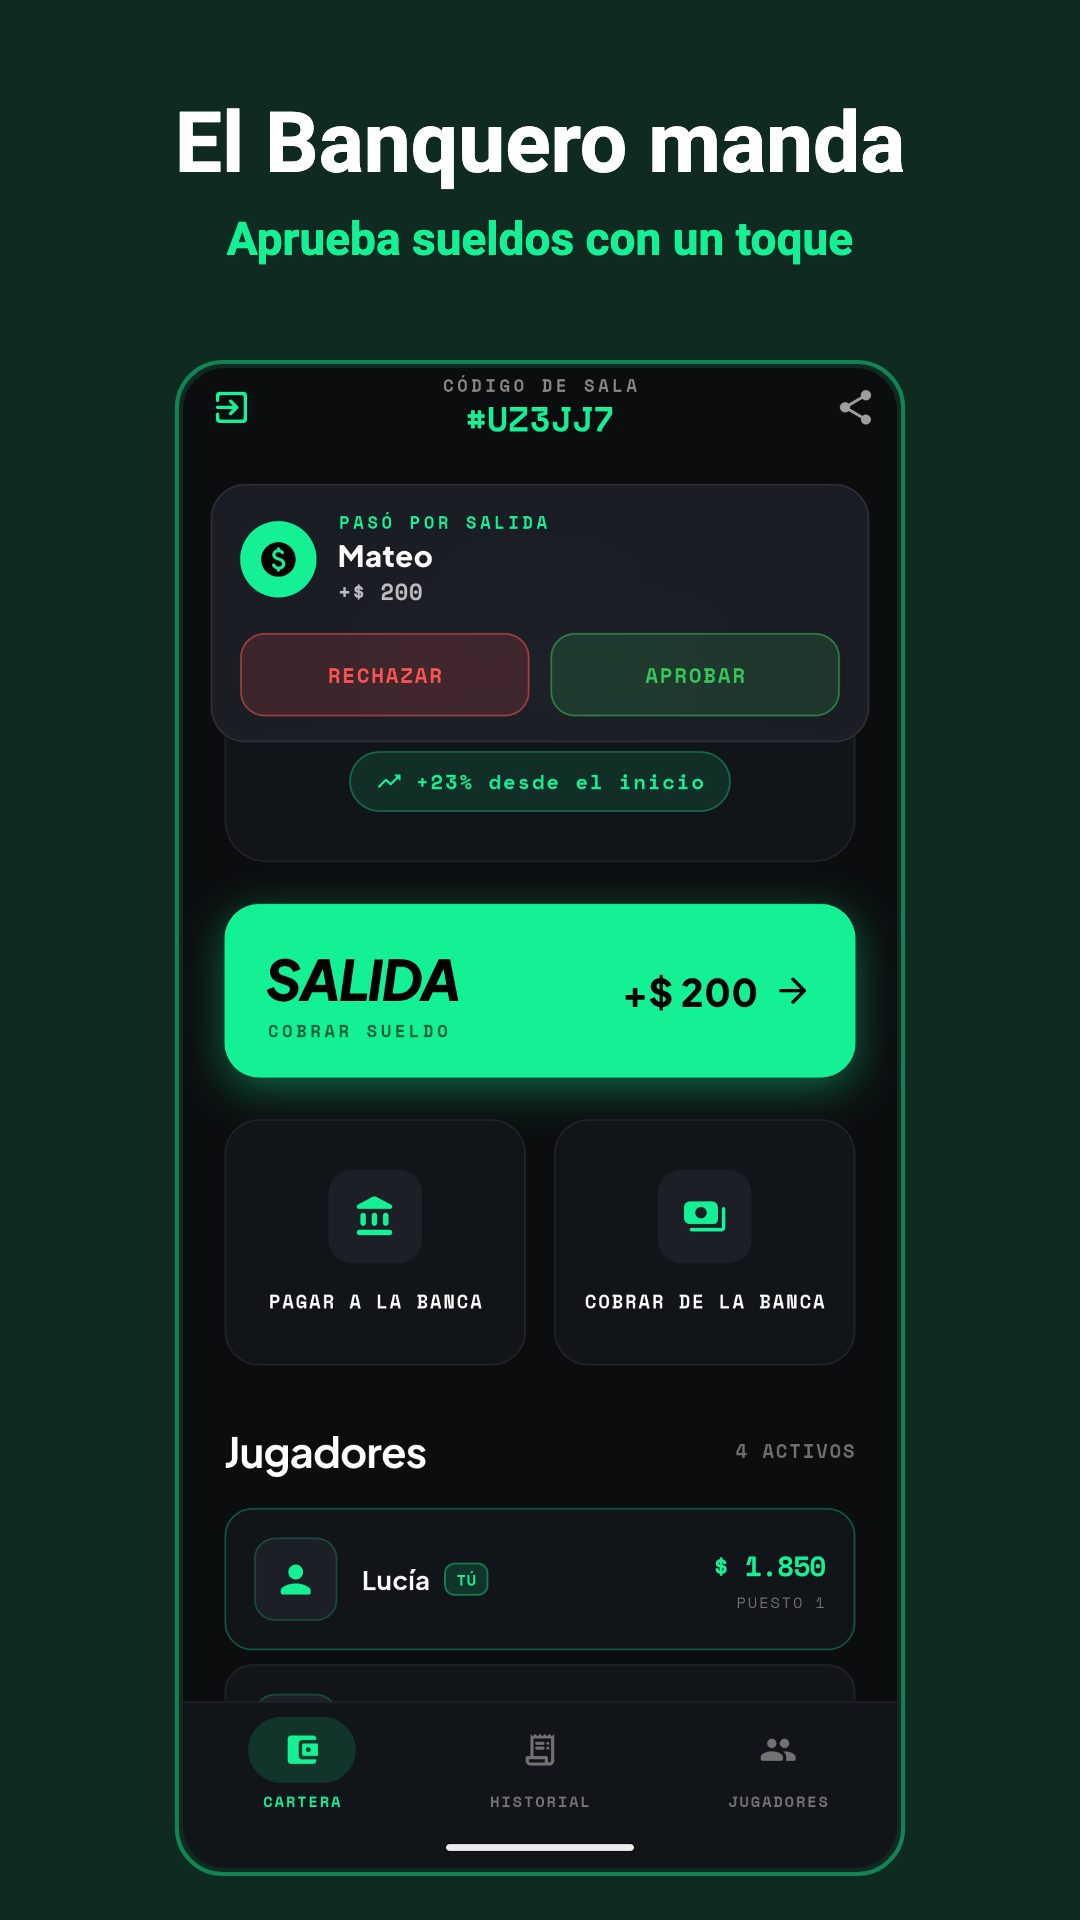 El Banquero manda
Aprueba sueldos con un toque
CÓDIGO DE SALA
#UZ3JJ7
PASÓ POR SALIDA
Mateo
+$ 200
RECHAZAR
APROBAR
+23% desde el inicio
SALIDA
COBRAR SUELDO
+$ 200
PAGAR A LA BANCA
COBRAR DE LA BANCA
Jugadores
4 ACTIVOS
Lucía
TÚ
$ 1.850
PUESTO 1
CARTERA
HISTORIAL
JUGADORES